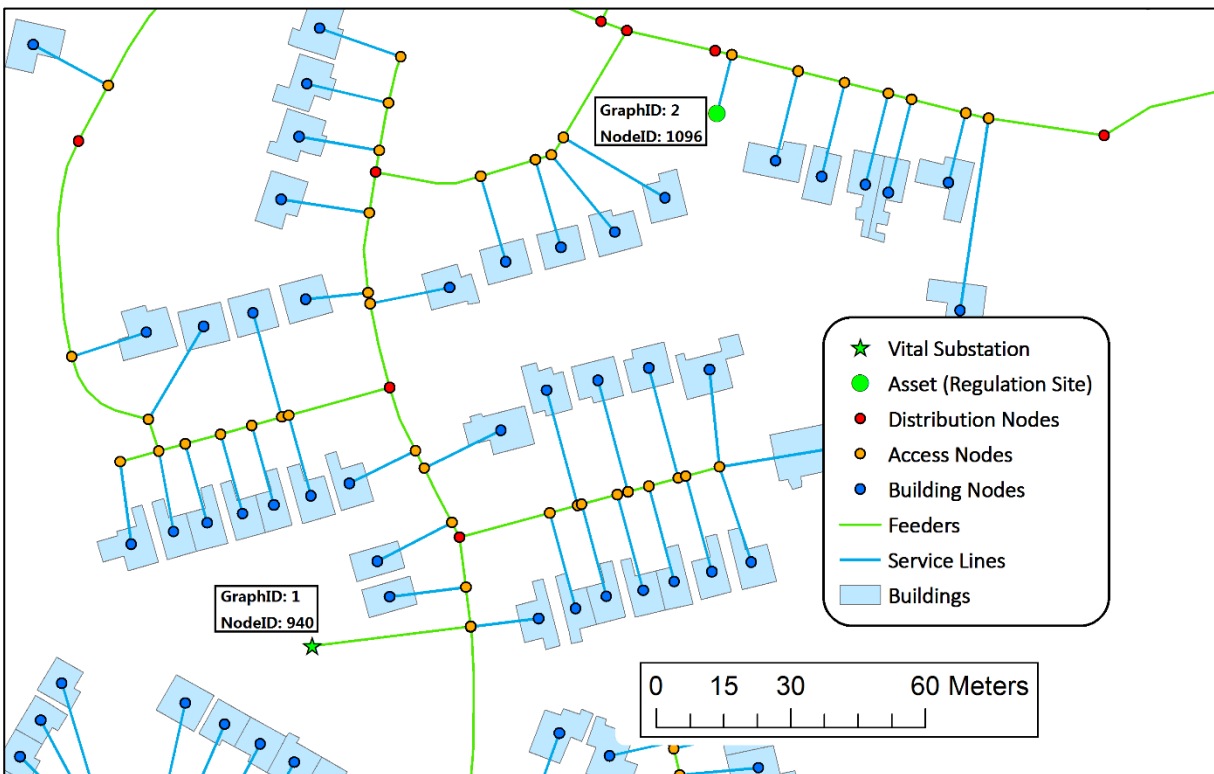 GraphID: 2
NodeID: 1096
Vital Substation
Asset (Regulation Site)
Distribution Nodes
Access Nodes
Building Nodes
Feeders
Service Lines
Buildings
GraphID: 1
NodeID: 940
0 15 30 60 Meters